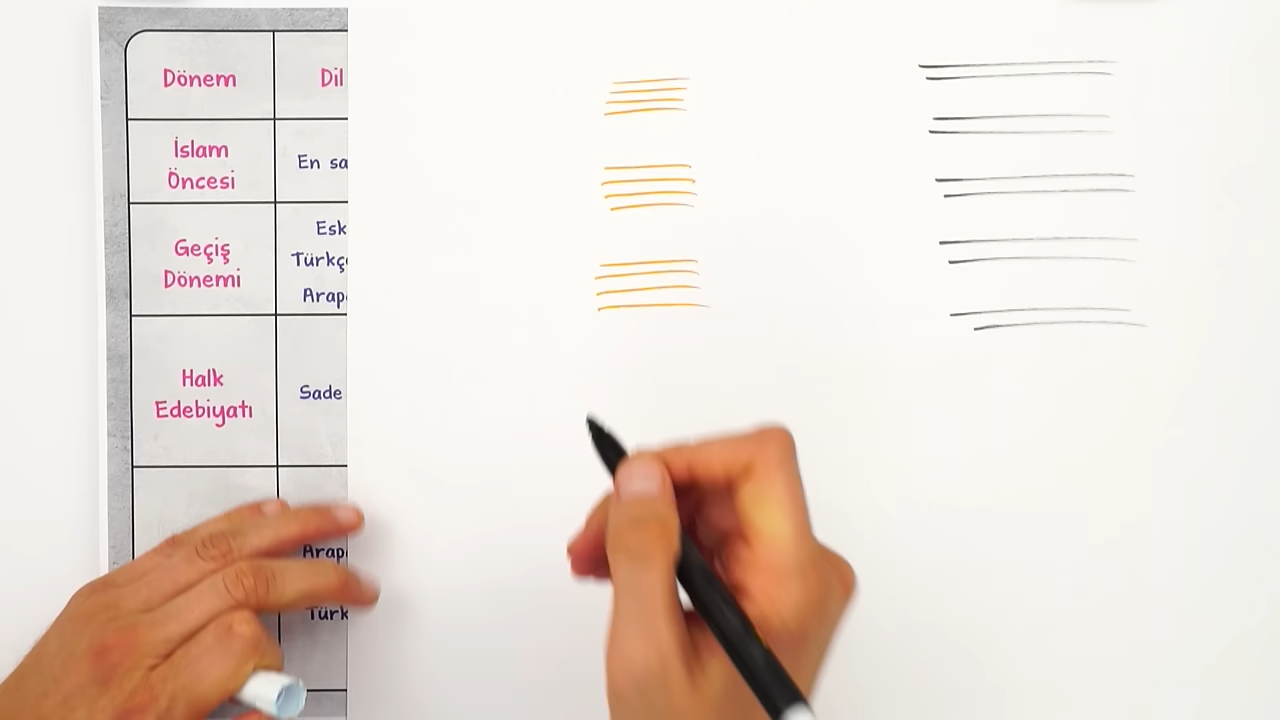 Dönem
Dil
İslam
Öncesi
En sa
Geçiş
Dönemi
Esk
Türkç
Arap
Halk
Edebiyatı
Sade
Arap
Türk